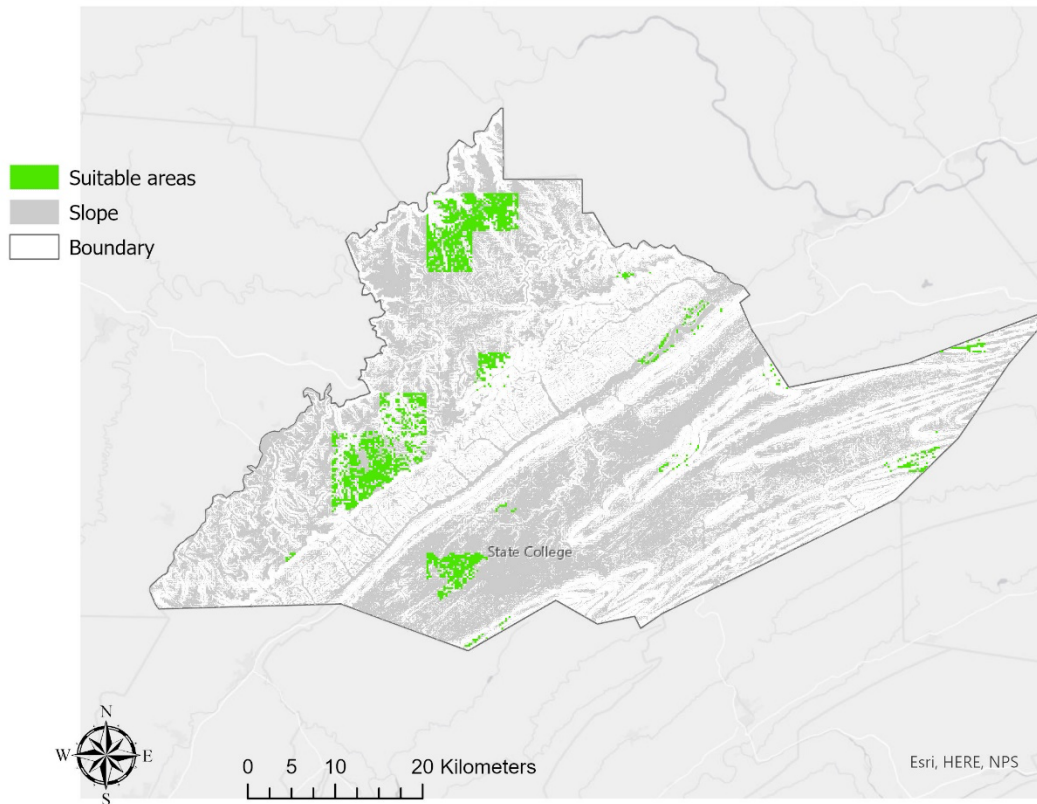 Suitable areas
Slope
Boundary
State College
N
W E
S
0 5 10 20 Kilometers
Esri, HERE, NPS